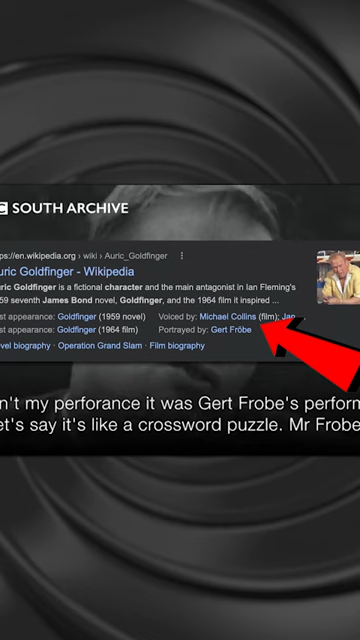 C SOUTH ARCHIVE
ps://en.wikipedia.org › wiki › Auric_Goldfinger
uric Goldfinger - Wikipedia
ric Goldfinger is a fictional character and the main antagonist in Ian Fleming's
59 seventh James Bond novel, Goldfinger, and the 1964 film it inspired ...
st appearance: Goldfinger (1959 novel) Voiced by: Michael Collins (film); Jan ...
st appearance: Goldfinger (1964 film) Portrayed by: Gert Fröbe
vel biography · Operation Grand Slam · Film biography
n't my perforance it was Gert Frobe's perform
et's say it's like a crossword puzzle. Mr Frobe